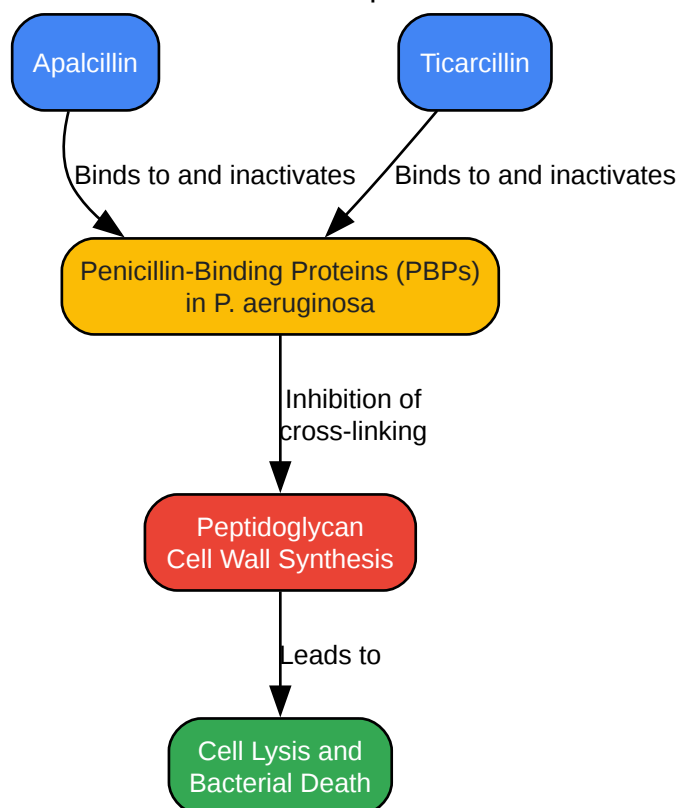 Apalcillin
Ticarcillin
Binds to and inactivates
Binds to and inactivates
Penicillin-Binding Proteins (PBPs)
in P. aeruginosa
Inhibition of
cross-linking
Peptidoglycan
Cell Wall Synthesis
Leads to
Cell Lysis and
Bacterial Death